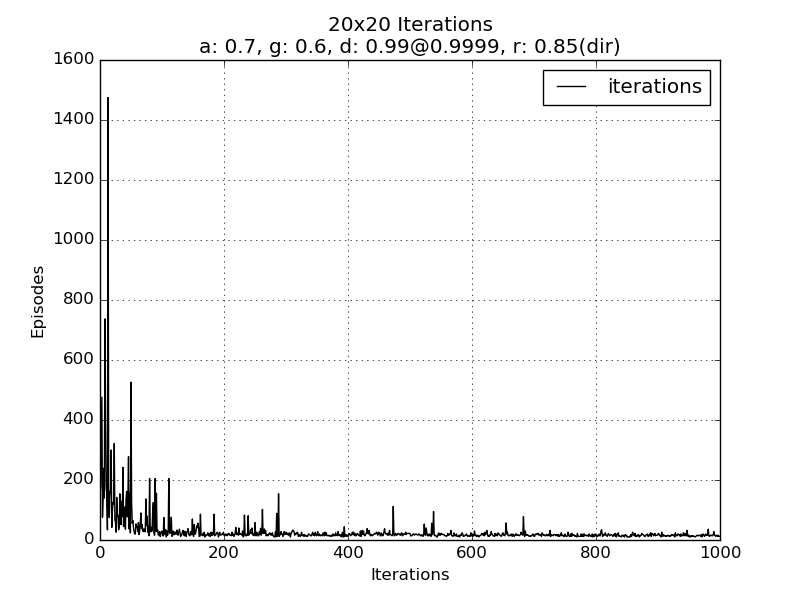 20x20 Iterations
a: 0.7, g: 0.6, d: 0.99@0.9999, r: 0.85(dir)
iterations
1600
1400
1200
1000
800
600
400
200
0
Episodes
0 200 400 600 800 1000
Iterations